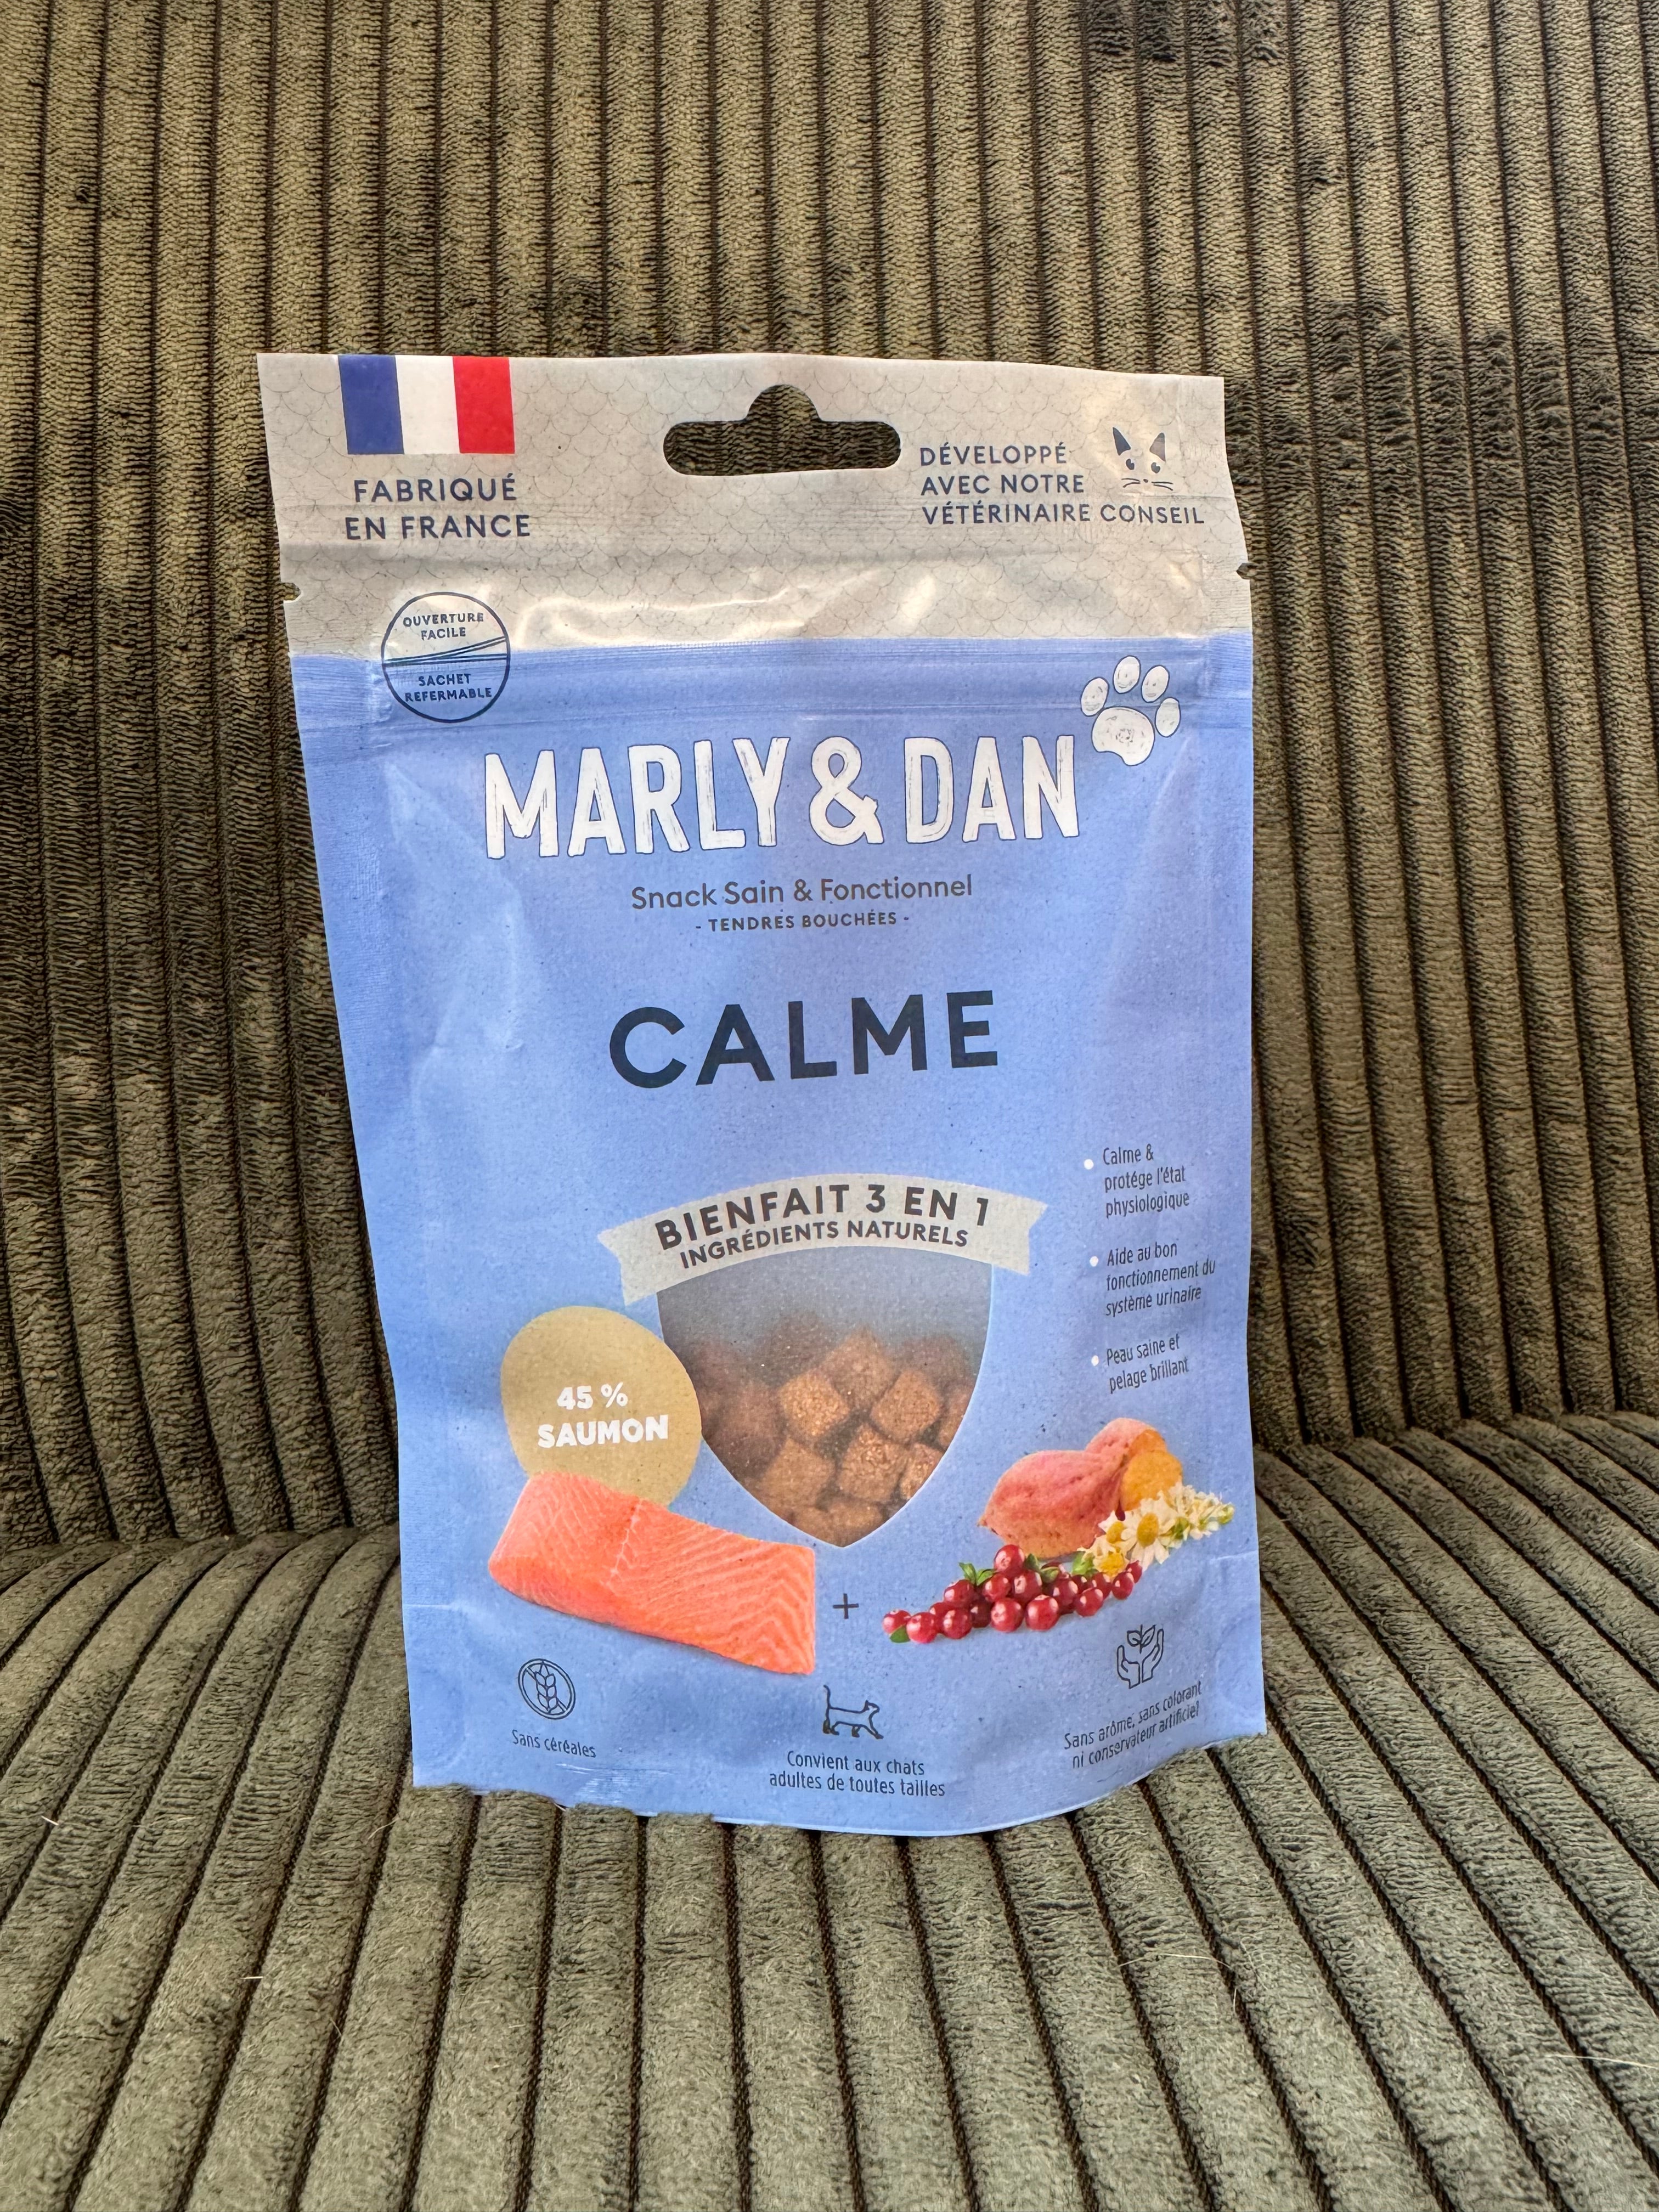 FABRIQUÉ
EN FRANCE
DÉVELOPPÉ
AVEC NOTRE
VÉTÉRINAIRE CONSEIL
OUVERTURE
FACILE
SACHET
REFERMABLE
MARLY & DAN
Snack Sain & Fonctionnel
- TENDRES BOUCHÉES -
CALME
BIENFAIT 3 EN 1
INGRÉDIENTS NATURELS
Calme &
protége l'état
physiologique
Aide au bon
fonctionnement du
système urinaire
Peau saine et
pelage brillant
45 %
SAUMON
+
Sans céréales
Convient aux chats
adultes de toutes tailles
Sans arôme, sans colorant
ni conservateur artificiel